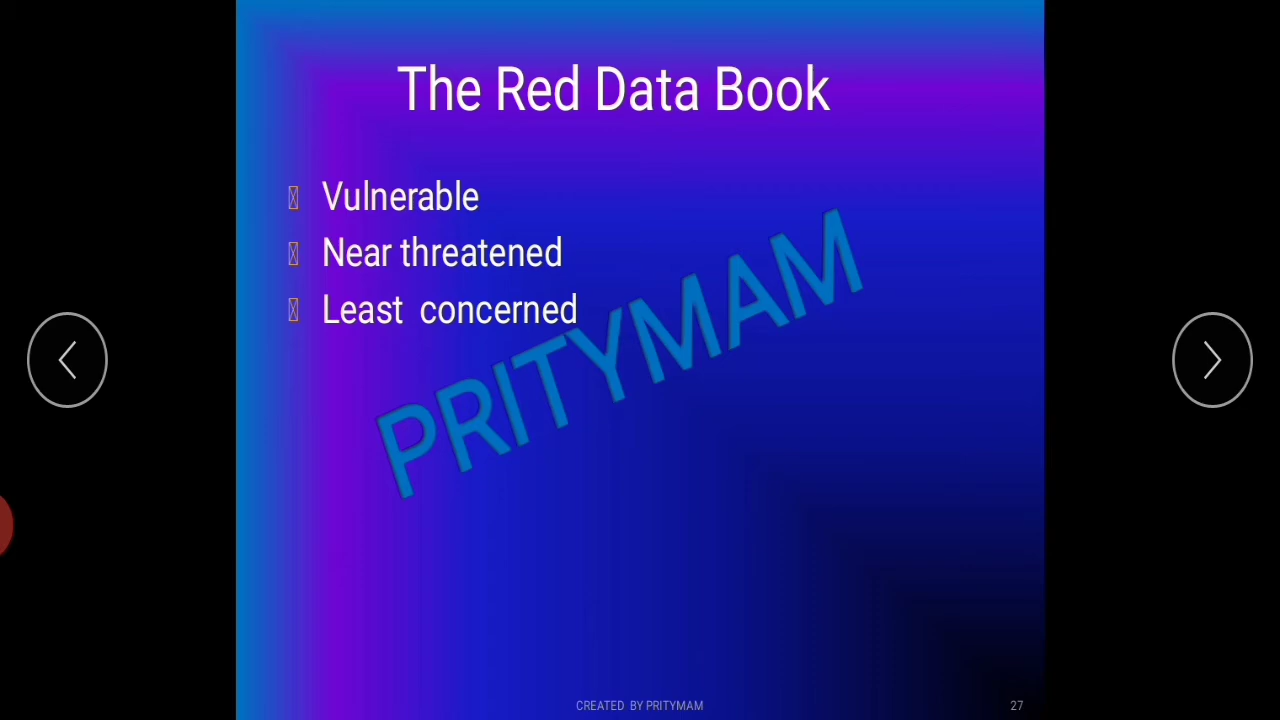 The Red Data Book
Vulnerable
Near threatened
Least concerned
PRITYMAM
CREATED BY PRITYMAM
27